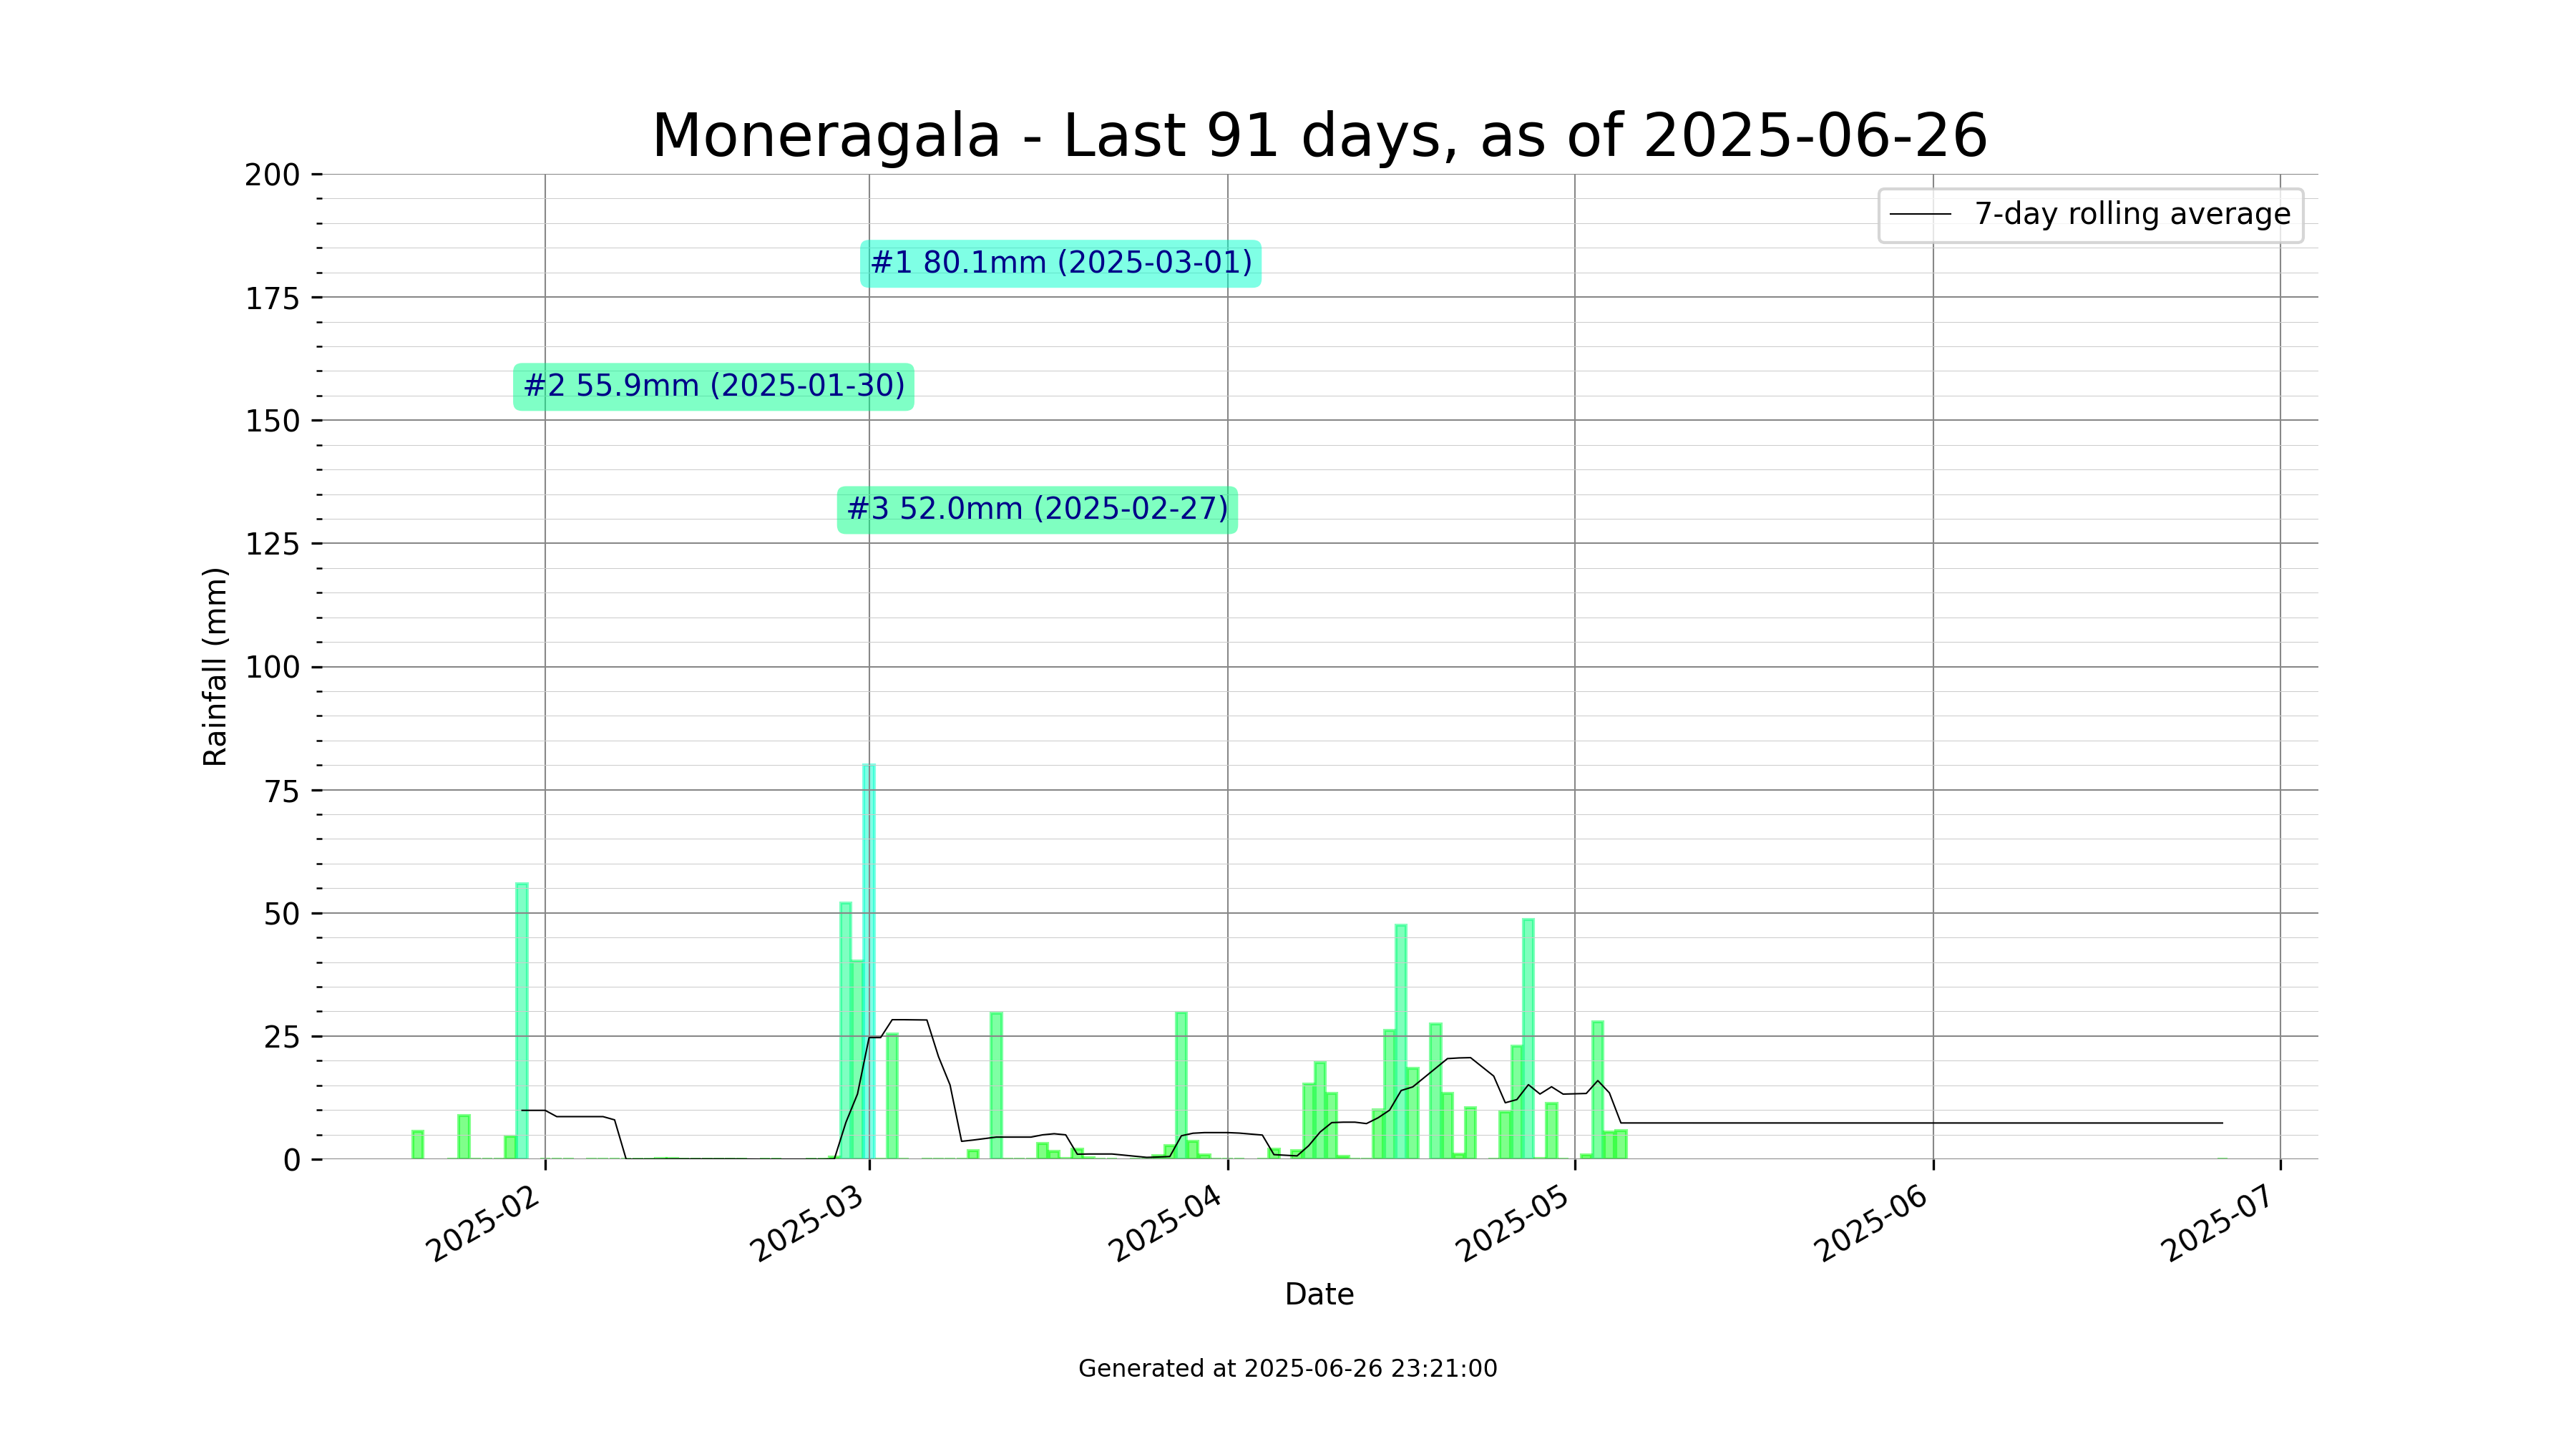 Moneragala - Last 91 days, as of 2025-06-26
7-day rolling average
#1 80.1mm (2025-03-01)
#2 55.9mm (2025-01-30)
#3 52.0mm (2025-02-27)
Rainfall (mm)
200
175
150
125
100
75
50
25
0
2025-02
2025-03
2025-04
2025-05
2025-06
2025-07
Date
Generated at 2025-06-26 23:21:00